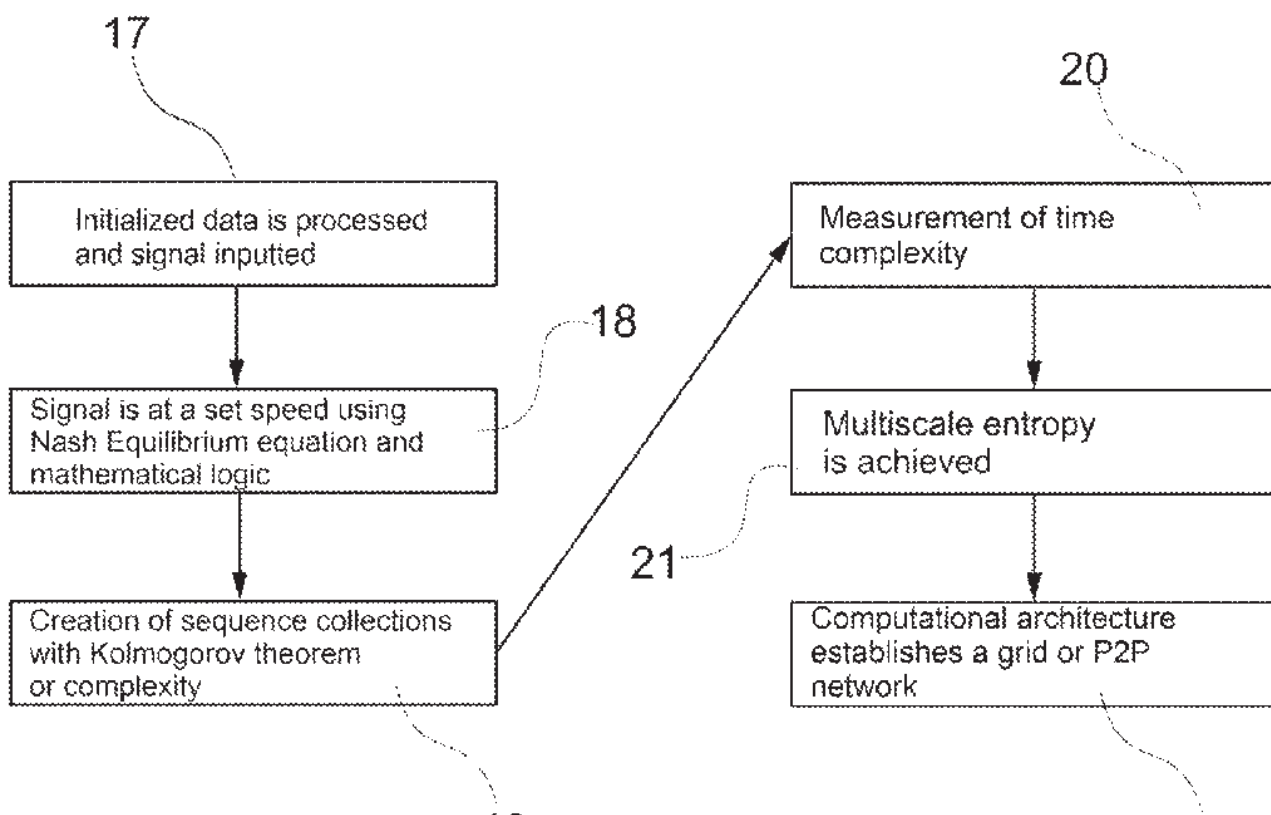 17
Initialized data is processed
and signal inputted
18
Signal is at a set speed using
Nash Equilibrium equation and
mathematical logic
Creation of sequence collections
with Kolmogorov theorem
or complexity
20
Measurement of time
complexity
Multiscale entropy
is achieved
21
Computational architecture
establishes a grid or P2P
network